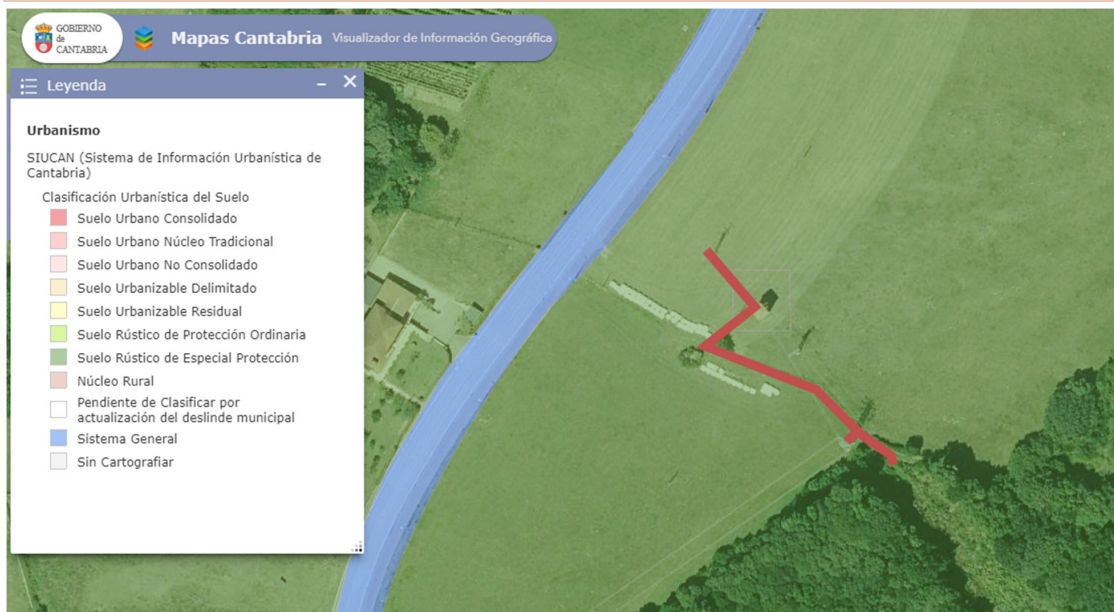 GOBIERNO
de
CANTABRIA
Mapas Cantabria Visualizador de Información Geográfica
Leyenda
Urbanismo
SIUCAN (Sistema de Información Urbanística de
Cantabria)
Clasificación Urbanística del Suelo
Suelo Urbano Consolidado
Suelo Urbano Núcleo Tradicional
Suelo Urbano No Consolidado
Suelo Urbanizable Delimitado
Suelo Urbanizable Residual
Suelo Rústico de Protección Ordinaria
Suelo Rústico de Especial Protección
Núcleo Rural
Pendiente de Clasificar por
actualización del deslinde municipal
Sistema General
Sin Cartografiar